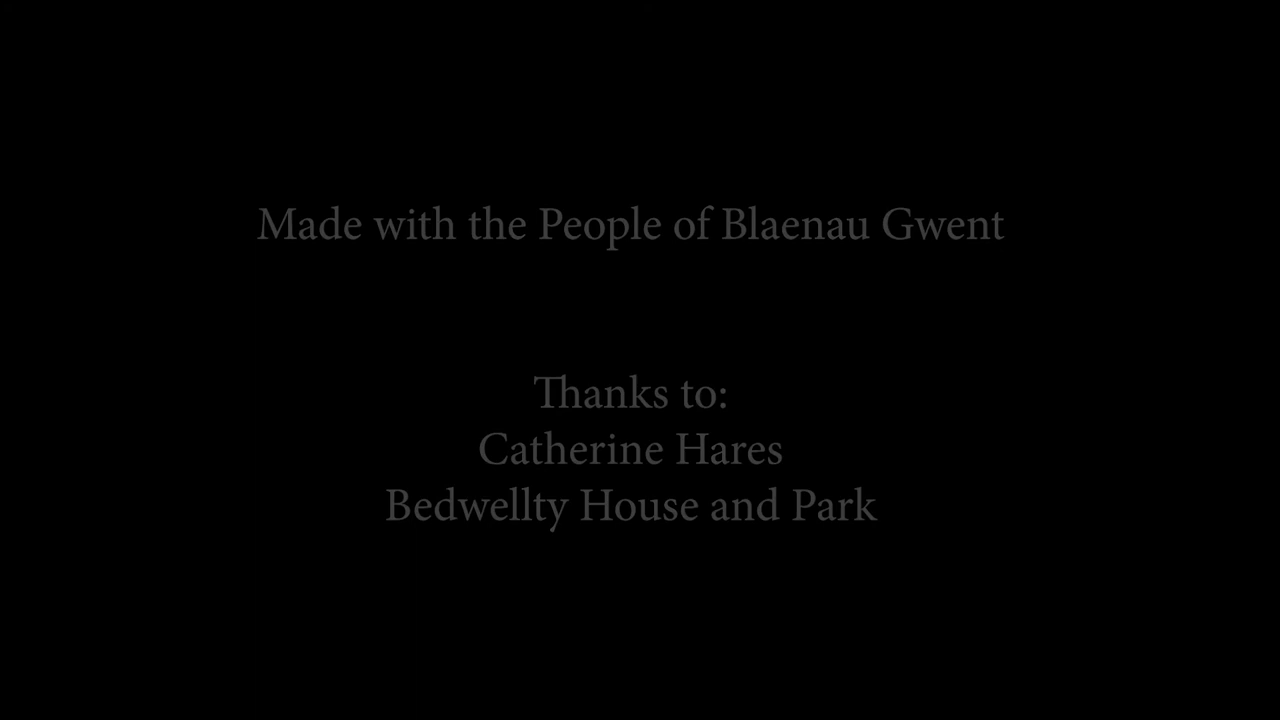 Made with the People of Blaenau Gwent
Thanks to:
Catherine Hares
Bedwellty House and Park